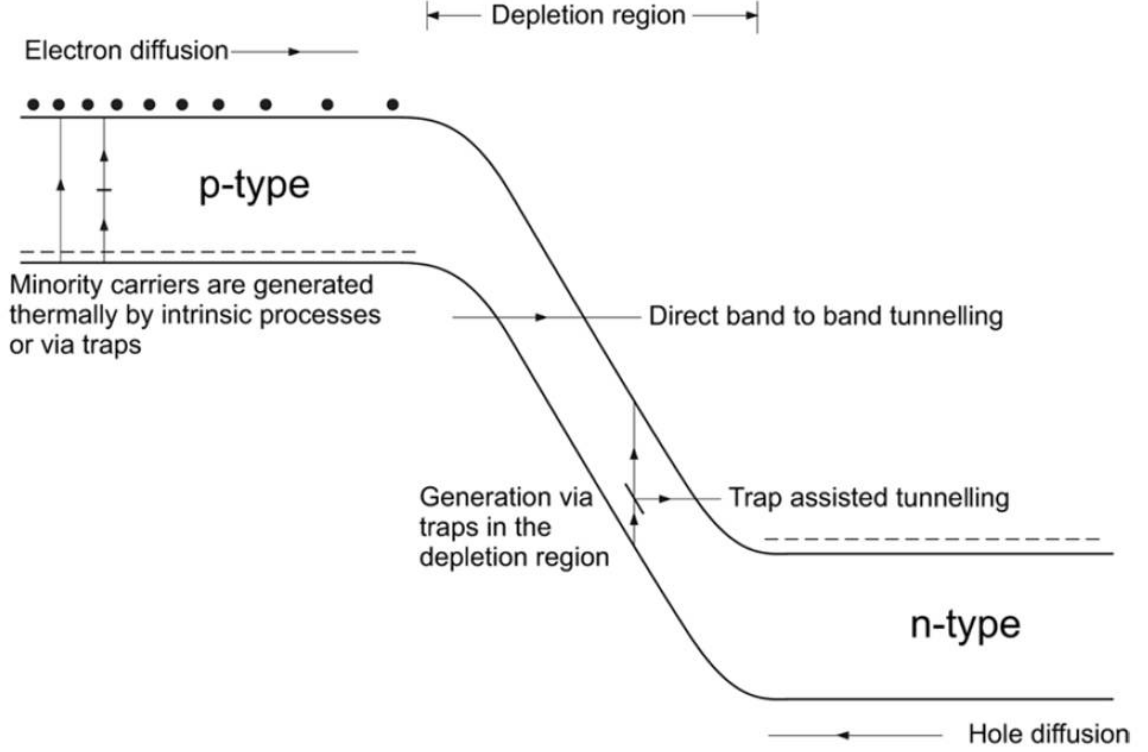 Depletion region
Electron diffusion
p-type
Minority carriers are generated
thermally by intrinsic processes
or via traps
Direct band to band tunnelling
Generation via
traps in the
depletion region
Trap assisted tunnelling
n-type
Hole diffusion